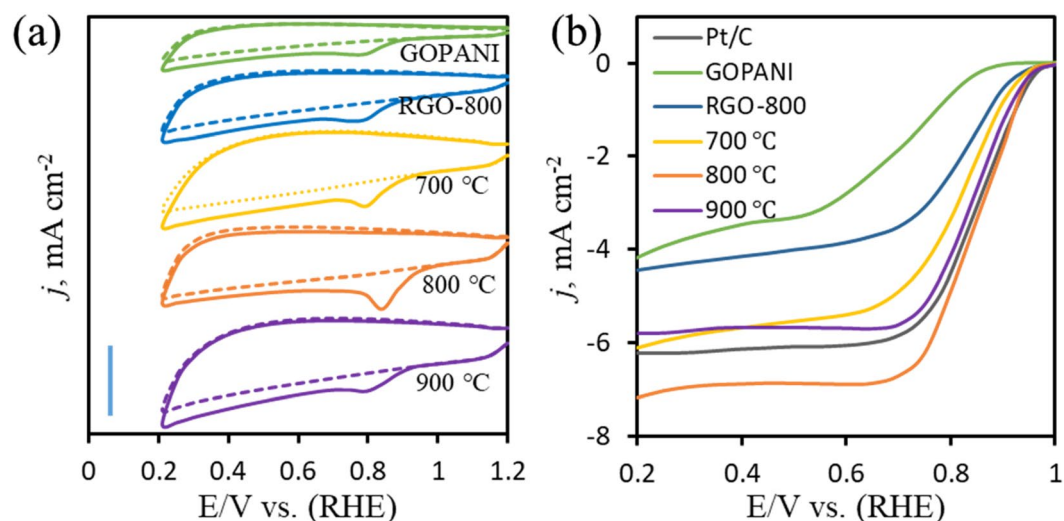 (a)
j, mA cm-2
GOPANI
RGO-800
700 °C
800 °C
900 °C
0
0.2
0.4
0.6
0.8
1
1.2
E/V vs. (RHE)
(b)
j, mA cm-2
Pt/C
GOPANI
RGO-800
700 °C
800 °C
900 °C
0
-2
-4
-6
-8
0.2
0.4
0.6
0.8
1
E/V vs. (RHE)